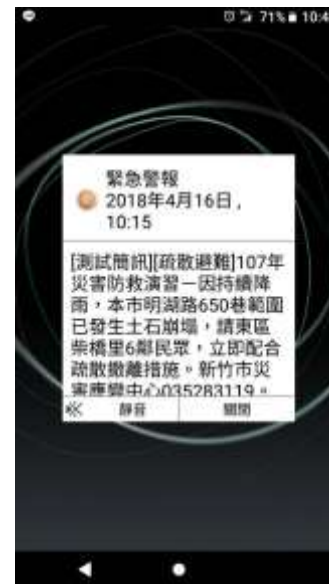 71% 10:4
緊急警報
2018年4月16日,
10:15
[測試簡訊][疏散避難]107年
災害防救演習－因持續降
雨，本市明湖路650巷範圍
已發生土石崩塌，請東區
柴橋里6鄰民眾，立即配合
疏散撤離措施。新竹市災
害應變中心035283119。
靜音 關閉